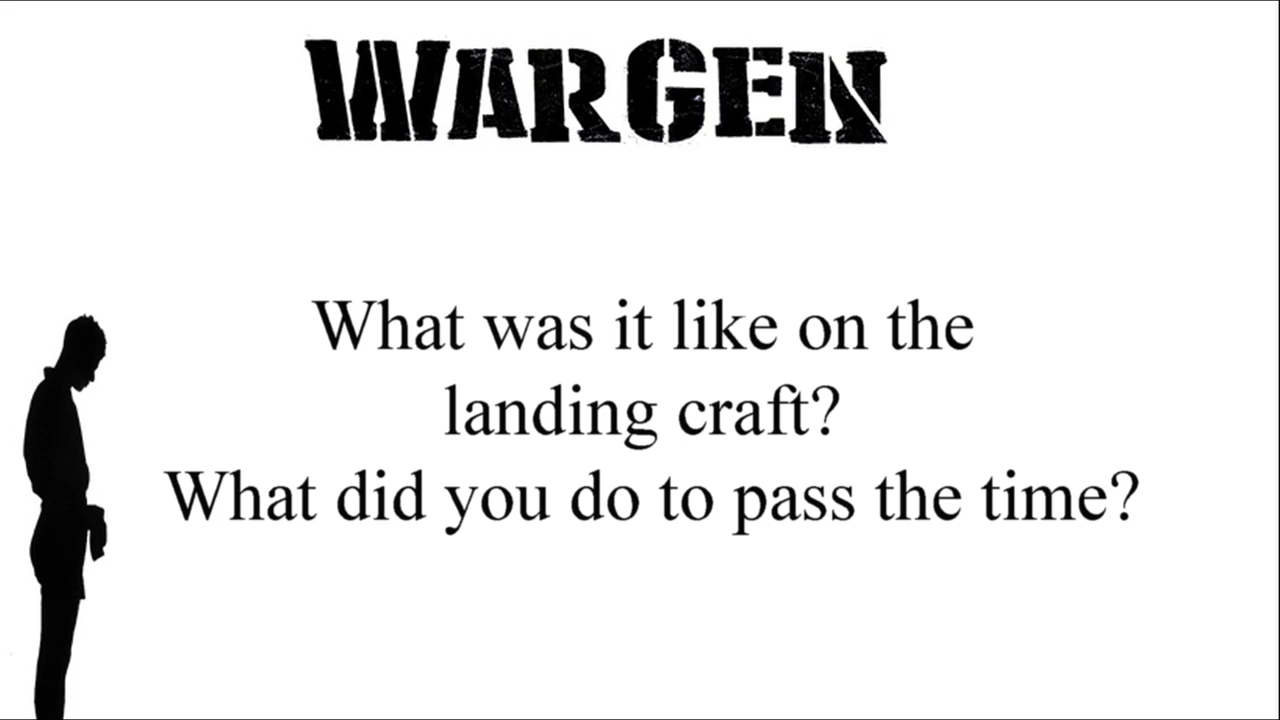 WARGEN
What was it like on the
landing craft?
What did you do to pass the time?